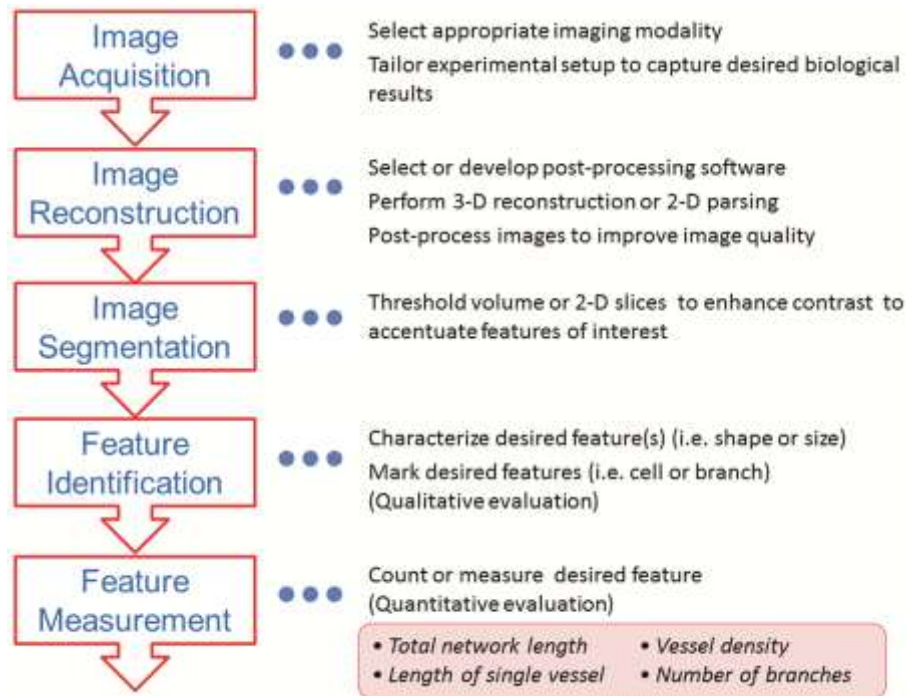 Image
Acquisition
Select appropriate imaging modality
Tailor experimental setup to capture desired biological
results
Image
Reconstruction
Select or develop post-processing software
Perform 3-D reconstruction or 2-D parsing
Post-process images to improve image quality
Image
Segmentation
Threshold volume or 2-D slices to enhance contrast to
accentuate features of interest
Feature
Identification
Characterize desired feature(s) (i.e. shape or size)
Mark desired features (i.e. cell or branch)
(Qualitative evaluation)
Feature
Measurement
Count or measure desired feature
(Quantitative evaluation)
• Total network length • Vessel density
• Length of single vessel • Number of branches